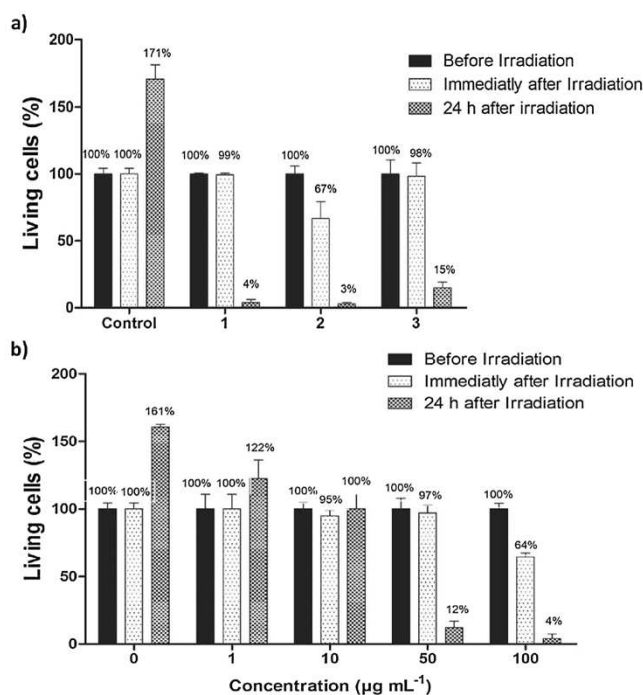 a)
200
150
100
50
0
Living cells (%)
Before Irradiation
Immediatly after Irradiation
24 h after irradiation
100% 100% 171%
100% 99% 4%
100% 67% 3%
100% 98% 15%
Control 1 2 3
b)
200
150
100
50
0
Living cells (%)
Before Irradiation
Immediatly after Irradiation
24 h after Irradiation
100% 100% 161%
100% 100% 122%
100% 95% 100%
100% 97% 12%
100% 64% 4%
0 1 10 50 100
Concentration (µg mL⁻¹)